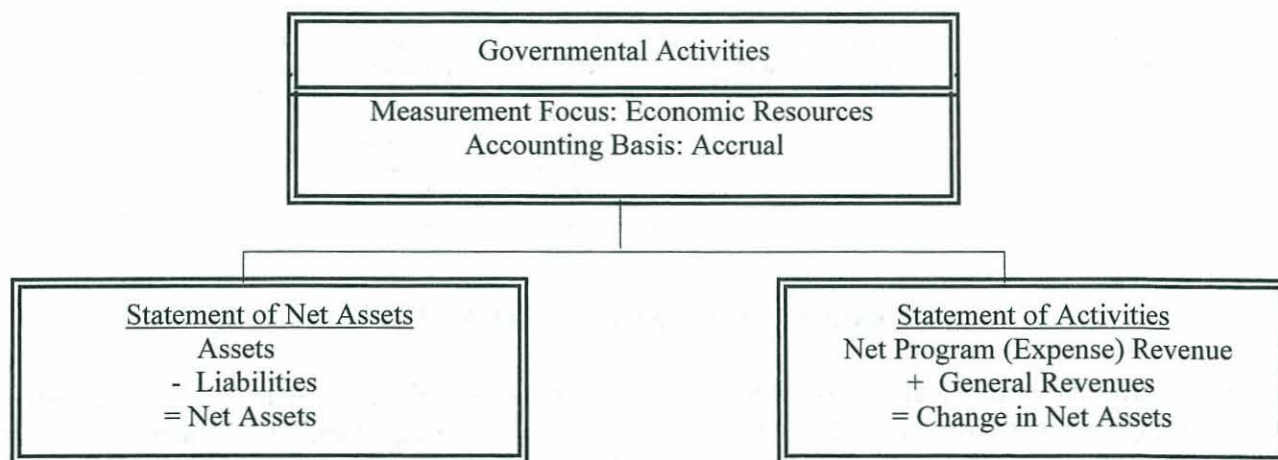 Governmental Activities
Measurement Focus: Economic Resources
Accounting Basis: Accrual
Statement of Net Assets
Assets
- Liabilities
= Net Assets
Statement of Activities
Net Program (Expense) Revenue
+ General Revenues
= Change in Net Assets